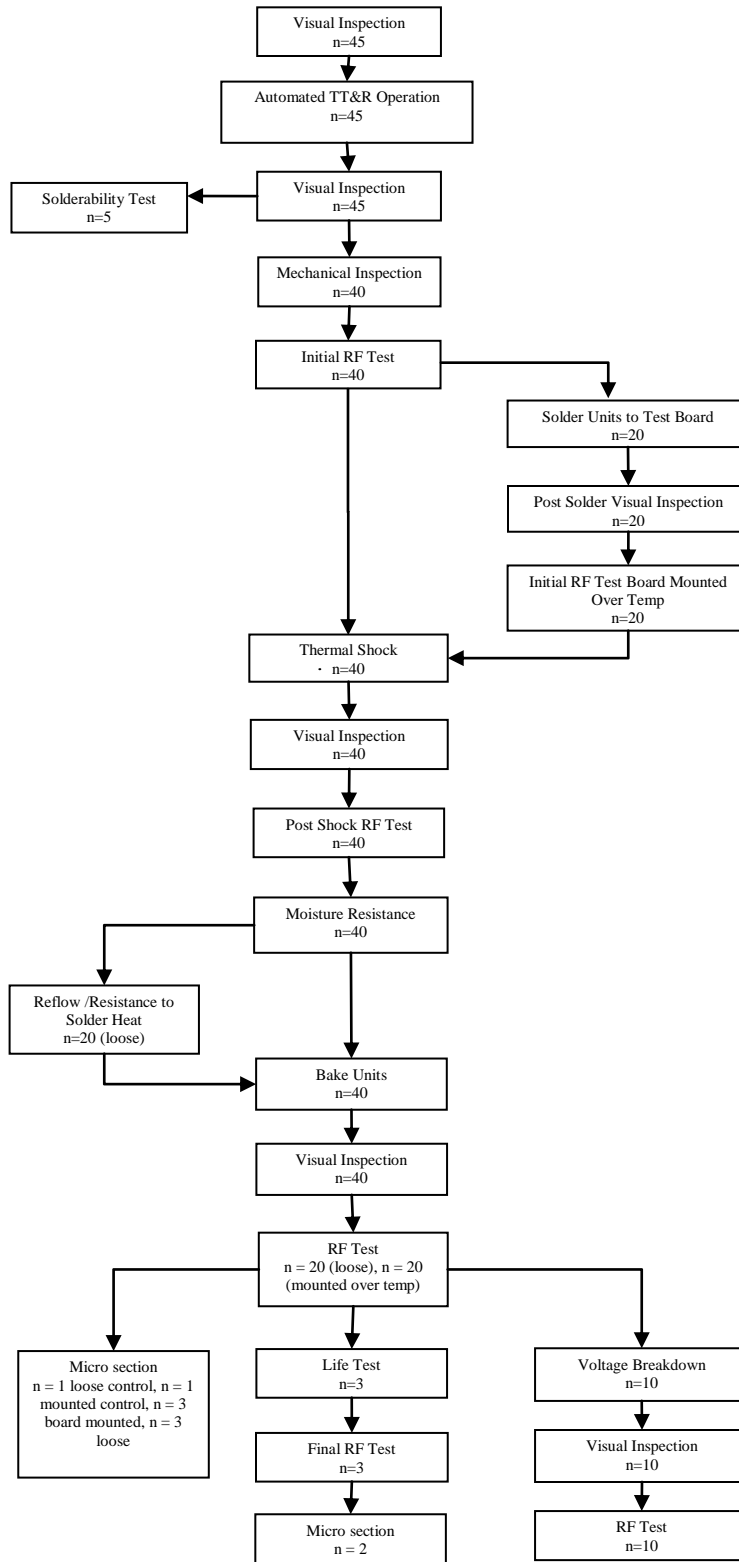 Visual Inspection
n=45
Automated TT&R Operation
n=45
Visual Inspection
n=45
Solderability Test
n=5
Mechanical Inspection
n=40
Initial RF Test
n=40
Solder Units to Test Board
n=20
Post Solder Visual Inspection
n=20
Initial RF Test Board Mounted
Over Temp
n=20
Thermal Shock
· n=40
Visual Inspection
n=40
Post Shock RF Test
n=40
Moisture Resistance
n=40
Reflow /Resistance to
Solder Heat
n=20 (loose)
Bake Units
n=40
Visual Inspection
n=40
RF Test
n = 20 (loose), n = 20
(mounted over temp)
Micro section
n = 1 loose control, n = 1
mounted control, n = 3
board mounted, n = 3
loose
Life Test
n=3
Final RF Test
n=3
Micro section
n = 2
Voltage Breakdown
n=10
Visual Inspection
n=10
RF Test
n=10